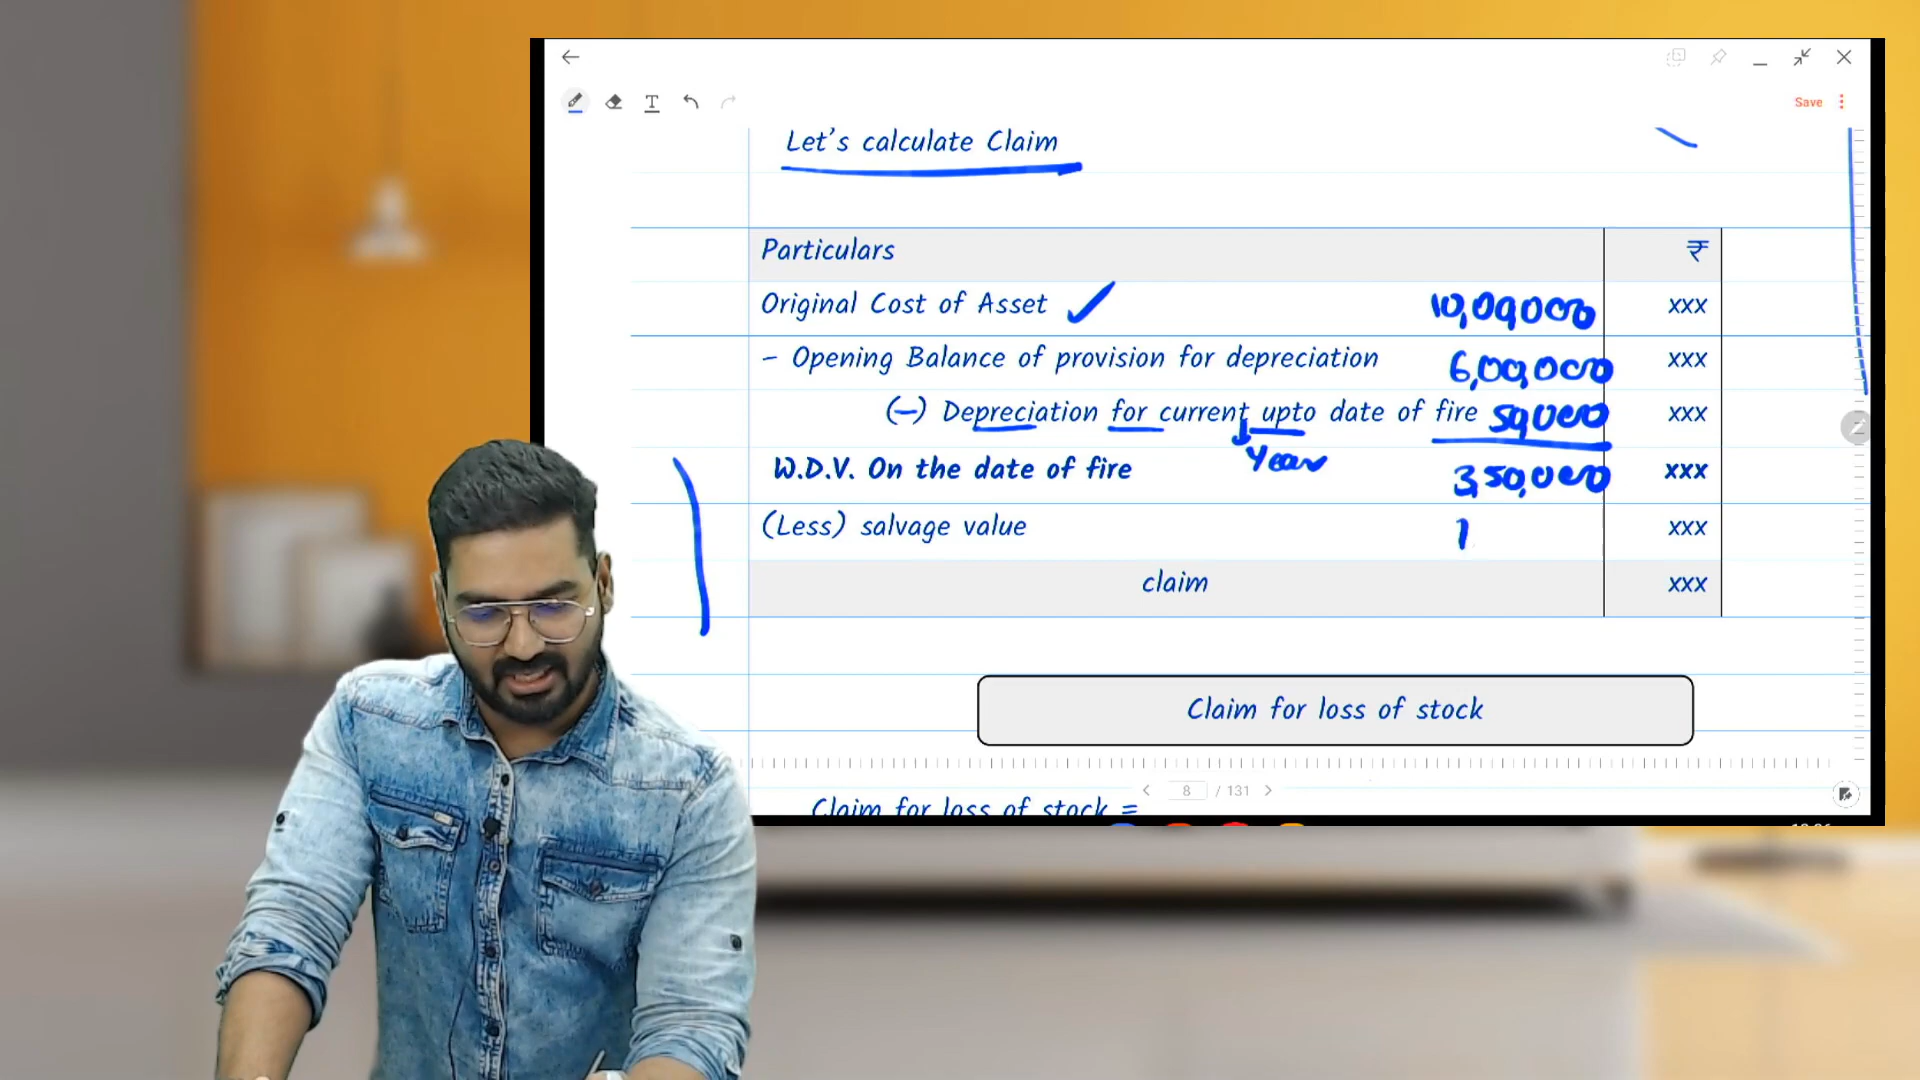 Save
Let's calculate Claim
Particulars ₹
Original Cost of Asset 10,00,000 xxx
- Opening Balance of provision for depreciation 6,00,000 xxx
(-) Depreciation for current upto date of fire 50,000 xxx
Year
W.D.V. On the date of fire 3,50,000 xxx
(Less) salvage value 1 xxx
claim xxx
Claim for loss of stock
8 / 131
Claim for loss of stock =